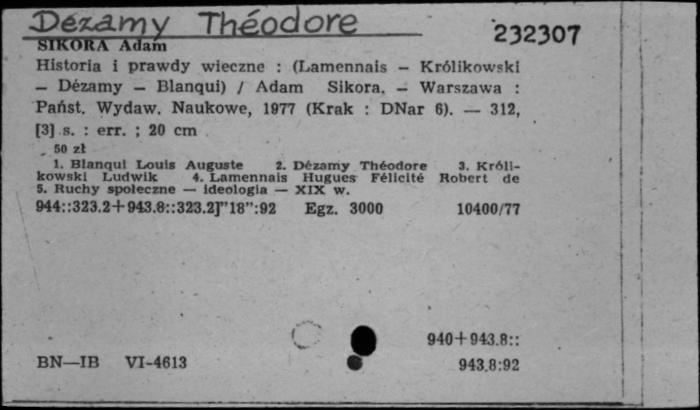 Dézamy Théodore
232307
SIKORA Adam
Historia i prawdy wieczne : (Lamennais — Królikowski
— Dézamy — Blanqui) / Adam Sikora. — Warszawa :
Państ. Wydaw. Naukowe, 1977 (Krak : DNar 6). — 312,
[3] s. : err. ; 20 cm
50 zł
1. Blanqui Louis Auguste 2. Dézamy Théodore 3. Króli-
kowski Ludwik 4. Lamennais Hugues Félicité Robert de
5. Ruchy społeczne — ideologia — XIX w.
944::323.2+943.8::323.2]"18":92 Egz. 3000 10400/77
940+943.8::
BN—IB VI-4613 943.8:92